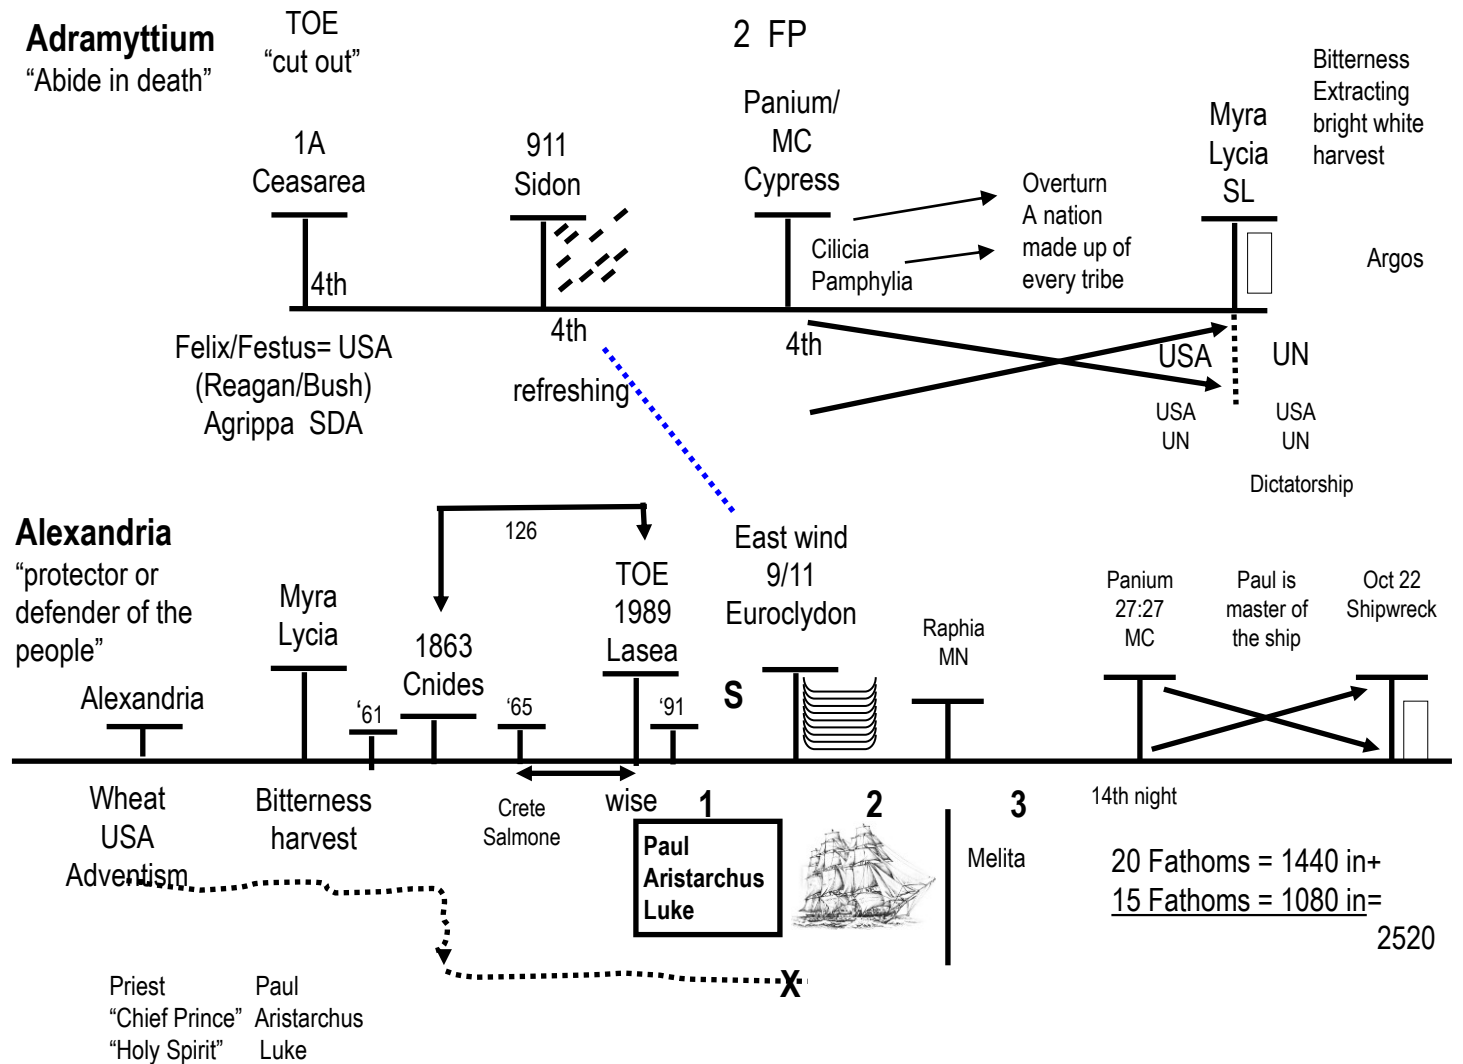 Adramyttium
“Abide in death”
TOE
“cut out”
2 FP
Bitterness
Extracting
bright white
harvest
1A
Ceasarea
911
Sidon
Panium/
MC
Cypress
Myra
Lycia
SL
Overturn
A nation
made up of
every tribe
Cilicia
Pamphylia
Argos
4th
4th
4th
Felix/Festus= USA
(Reagan/Bush)
Agrippa SDA
refreshing
USA
UN
USA
UN
USA
UN
Dictatorship
Alexandria
“protector or
defender of the
people”
126
Alexandria
Myra
Lycia
‘61
1863
Cnides
‘65
TOE
1989
Lasea
‘91
S
East wind
9/11
Euroclydon
Raphia
MN
Panium
27:27
MC
Paul is
master of
the ship
Oct 22
Shipwreck
Wheat
USA
Adventism
Bitterness
harvest
Crete
Salmone
wise
1
2
3
14th night
Paul
Aristarchus
Luke
Melita
20 Fathoms = 1440 in+
15 Fathoms = 1080 in=
2520
X
Priest Paul
“Chief Prince” Aristarchus
“Holy Spirit” Luke